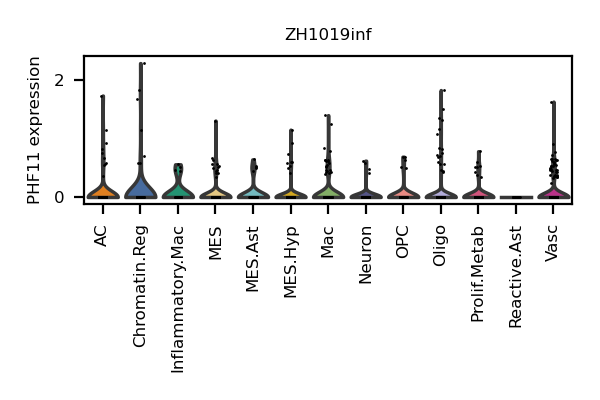 ZH1019inf
PHF11 expression
2
0
AC
Chromatin.Reg
Inflammatory.Mac
MES
MES.Ast
MES.Hyp
Mac
Neuron
OPC
Oligo
Prolif.Metab
Reactive.Ast
Vasc